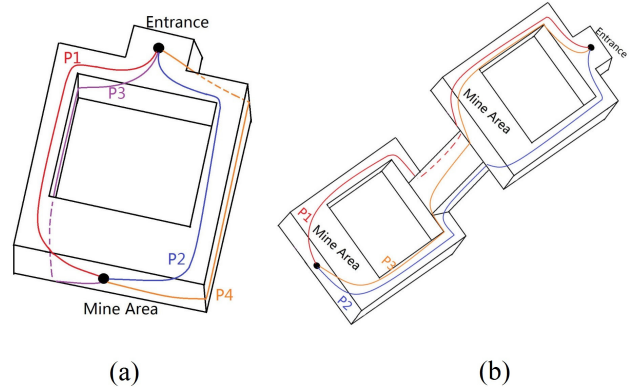 Entrance
P1
P3
P2
P4
Mine Area
(a)
Entrance
Mine Area
P1
Mine Area
P3
P2
(b)